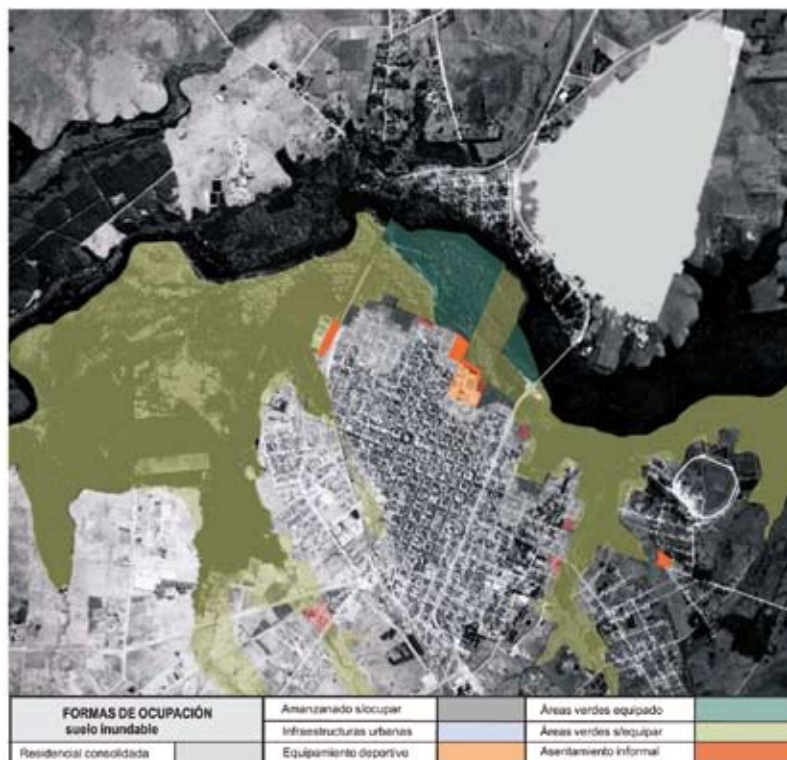 FORMAS DE OCUPACIÓN
suelo inundable
Residencial consolidada
Amanzanado s/ocupar
Infraestructuras urbanas
Equipamiento deportivo
Áreas verdes equipado
Áreas verdes s/equipar
Asentamiento informal